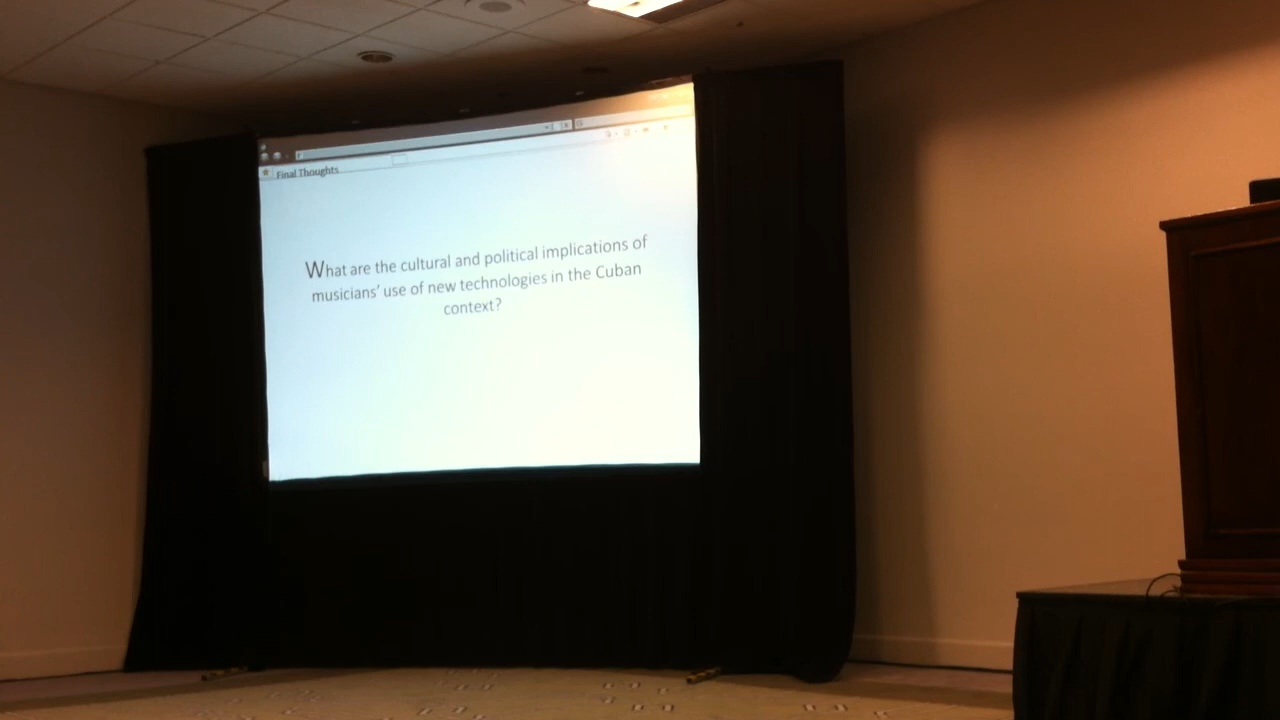 Final Thoughts
What are the cultural and political implications of
musicians' use of new technologies in the Cuban
context?